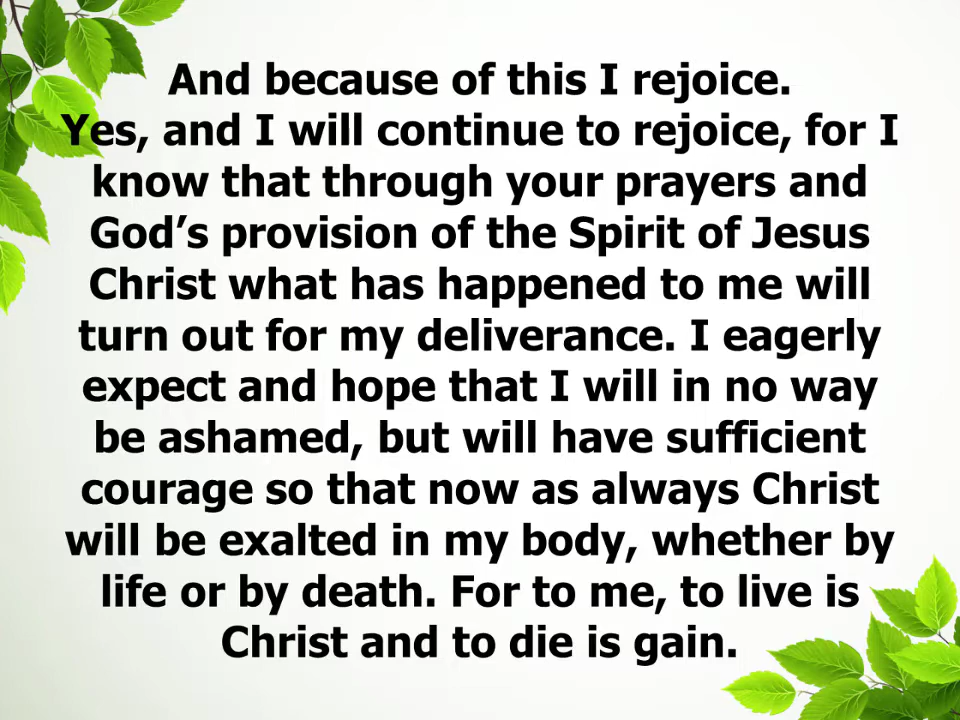 And because of this I rejoice.
Yes, and I will continue to rejoice, for I
know that through your prayers and
God’s provision of the Spirit of Jesus
Christ what has happened to me will
turn out for my deliverance. I eagerly
expect and hope that I will in no way
be ashamed, but will have sufficient
courage so that now as always Christ
will be exalted in my body, whether by
life or by death. For to me, to live is
Christ and to die is gain.